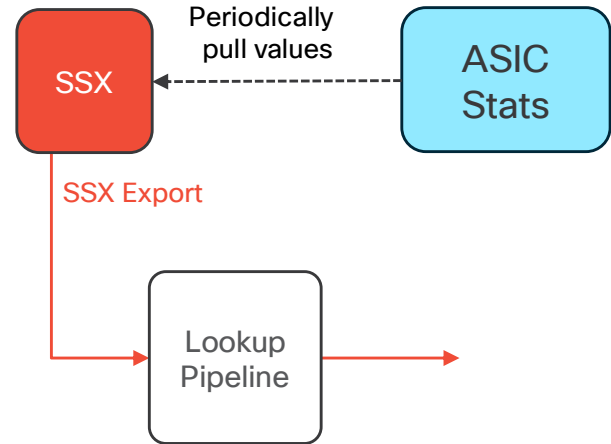 Periodically
pull values
SSX
ASIC
Stats
SSX Export
Lookup
Pipeline